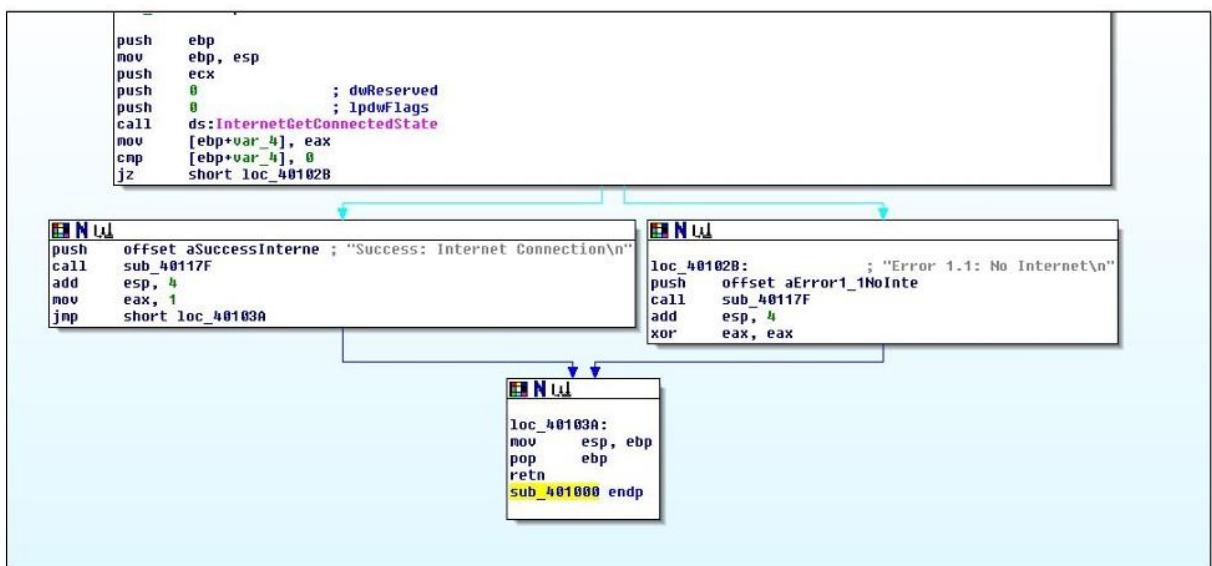 push ebp
mov ebp, esp
push ecx
push 0 ; dwReserved
push 0 ; lpdwFlags
call ds:InternetGetConnectedState
mov [ebp+var_4], eax
cmp [ebp+var_4], 0
jz short loc_40102B
N
push offset aSuccessInterne ; "Success: Internet Connection\n"
call sub_40117F
add esp, 4
mov eax, 1
jmp short loc_40103A
N
loc_40102B: ; "Error 1.1: No Internet\n"
push offset aError1_1NoInte
call sub_40117F
add esp, 4
xor eax, eax
N
loc_40103A:
mov esp, ebp
pop ebp
retn
sub_401000 endp